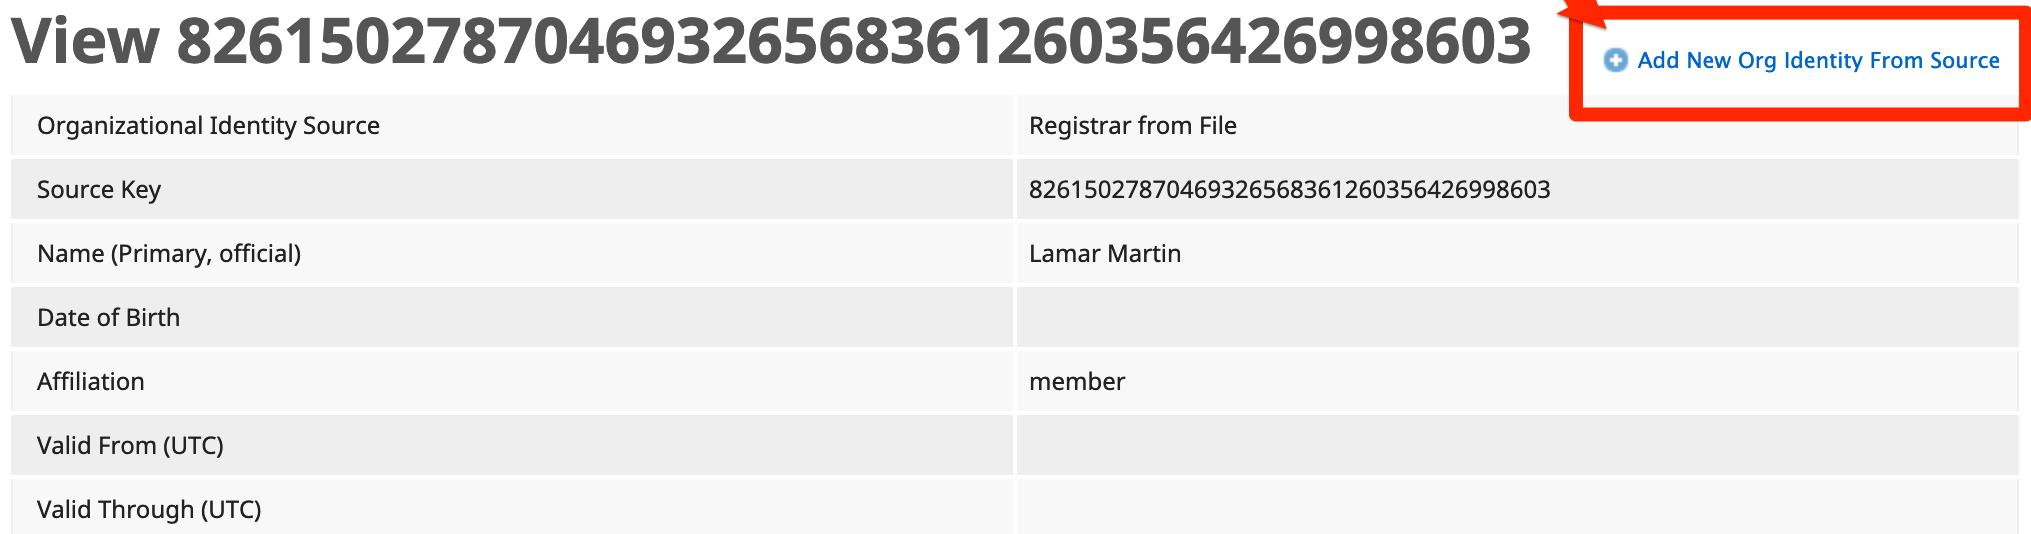 View 82615027870469326568361260356426998603
Add New Org Identity From Source
Organizational Identity Source Registrar from File
Source Key 82615027870469326568361260356426998603
Name (Primary, official) Lamar Martin
Date of Birth
Affiliation member
Valid From (UTC)
Valid Through (UTC)